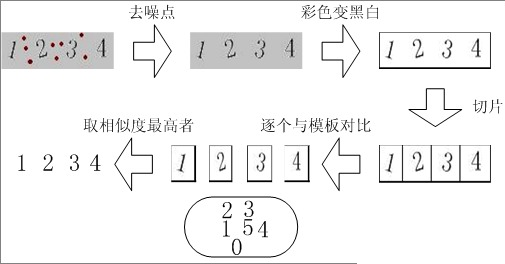 去噪点 彩色变黑白
1 2 3 4 1 2 3 4 1 2 3 4
切片
取相似度最高者 逐个与模板对比
1 2 3 4 1 2 3 4 1 2 3 4
2 3
1 5 4
0